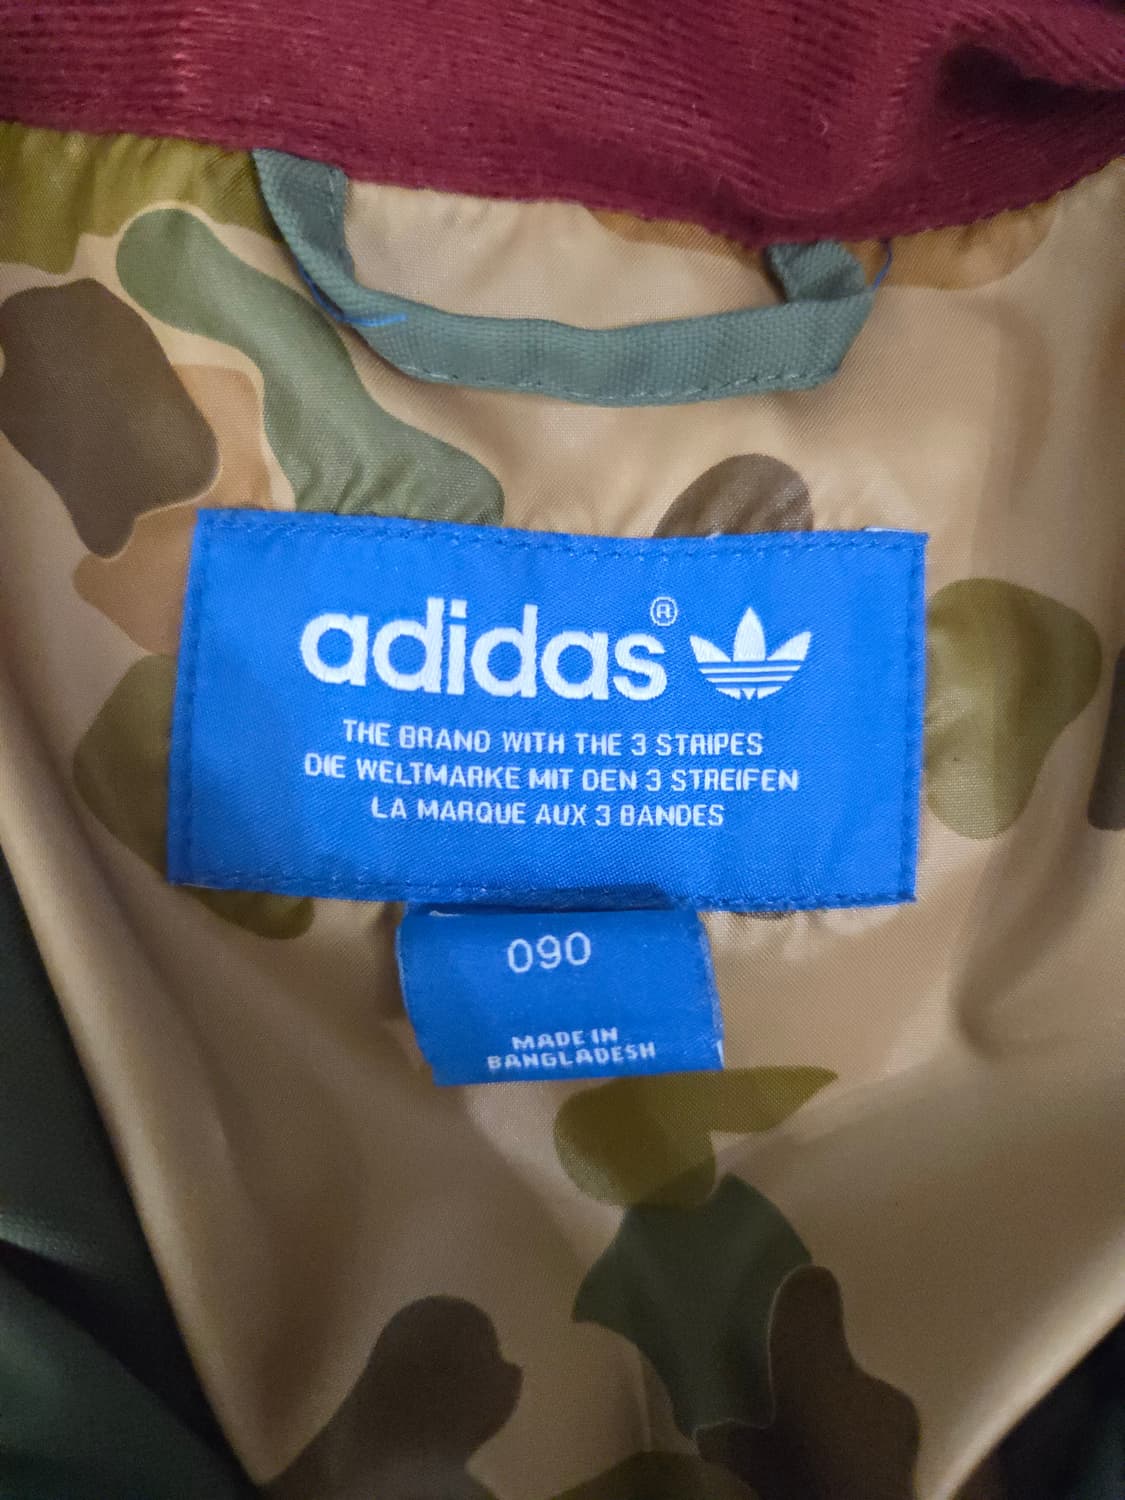 adidas®
THE BRAND WITH THE 3 STRIPES
DIE WELTMARKE MIT DEN 3 STREIFEN
LA MARQUE AUX 3 BANDES
090
MADE IN
BANGLADESH